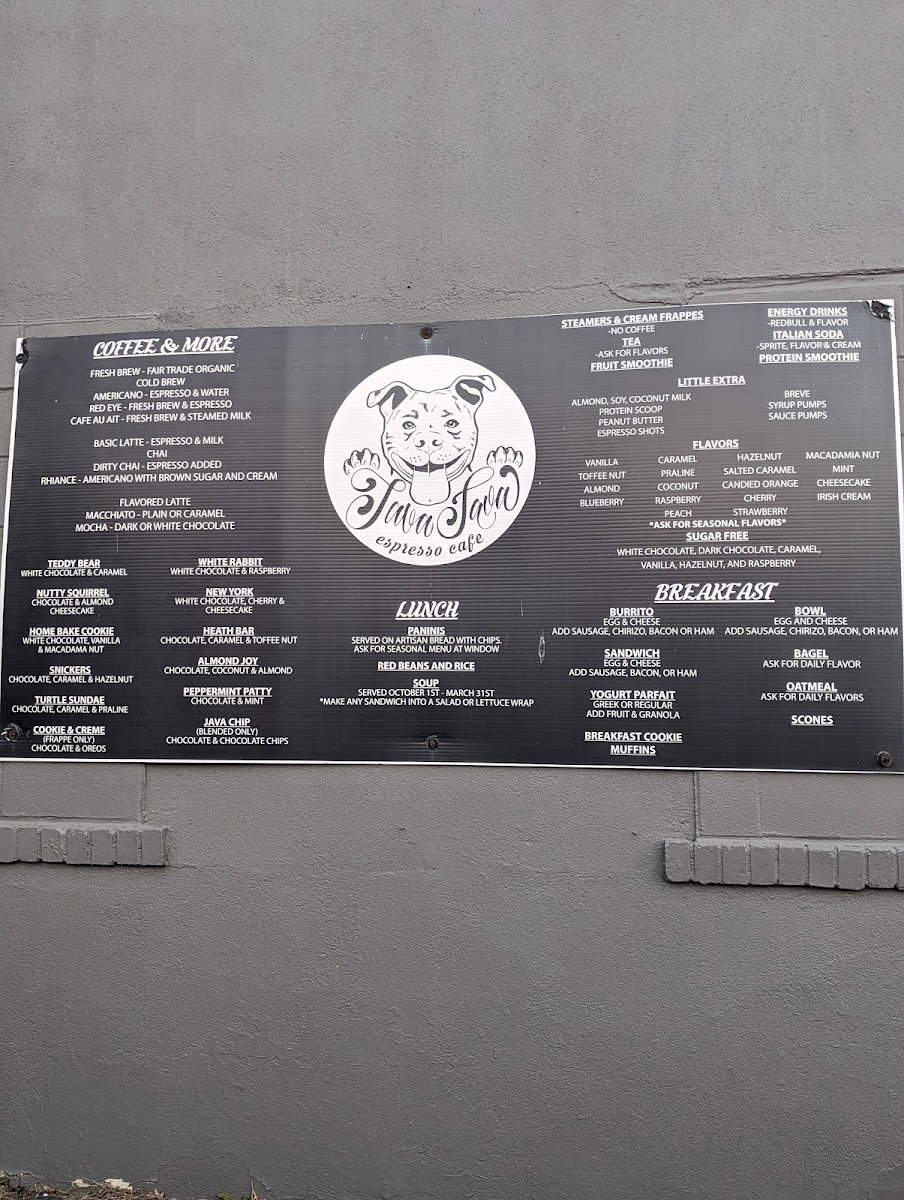 COFFEE & MORE
FRESH BREW - FAIR TRADE ORGANIC
COLD BREW
AMERICANO - ESPRESSO & WATER
RED EYE - FRESH BREW & ESPRESSO
CAFE AU AIT - FRESH BREW & STEAMED MILK
BASIC LATTE - ESPRESSO & MILK
CHAI
DIRTY CHAI - ESPRESSO ADDED
RHIANCE - AMERICANO WITH BROWN SUGAR AND CREAM
FLAVORED LATTE
MACCHIATO - PLAIN OR CARAMEL
MOCHA - DARK OR WHITE CHOCOLATE
TEDDY BEAR
WHITE CHOCOLATE & CARAMEL
NUTTY SQUIRREL
CHOCOLATE & ALMOND
CHEESECAKE
HOME BAKE COOKIE
WHITE CHOCOLATE, VANILLA
& MACADAMA NUT
SNICKERS
CHOCOLATE, CARAMEL & HAZELNUT
TURTLE SUNDAE
CHOCOLATE, CARAMEL & PRALINE
COOKIE & CREME
(FRAPPE ONLY)
CHOCOLATE & OREOS
WHITE RABBIT
WHITE CHOCOLATE & RASPBERRY
NEW YORK
WHITE CHOCOLATE, CHERRY &
CHEESECAKE
HEATH BAR
CHOCOLATE, CARAMEL & TOFFEE NUT
ALMOND JOY
CHOCOLATE, COCONUT & ALMOND
PEPPERMINT PATTY
CHOCOLATE & MINT
JAVA CHIP
(BLENDED ONLY)
CHOCOLATE & CHOCOLATE CHIPS
Java Java
espresso cafe
LUNCH
PANINIS
SERVED ON ARTISAN BREAD WITH CHIPS.
ASK FOR SEASONAL MENU AT WINDOW
RED BEANS AND RICE
SOUP
SERVED OCTOBER 1ST - MARCH 31ST
*MAKE ANY SANDWICH INTO A SALAD OR LETTUCE WRAP
STEAMERS & CREAM FRAPPES
-NO COFFEE
TEA
-ASK FOR FLAVORS
FRUIT SMOOTHIE
ENERGY DRINKS
-REDBULL & FLAVOR
ITALIAN SODA
-SPRITE, FLAVOR & CREAM
PROTEIN SMOOTHIE
LITTLE EXTRA
ALMOND, SOY, COCONUT MILK
PROTEIN SCOOP
PEANUT BUTTER
ESPRESSO SHOTS
BREVE
SYRUP PUMPS
SAUCE PUMPS
FLAVORS
VANILLA
TOFFEE NUT
ALMOND
BLUEBERRY
CARAMEL
PRALINE
COCONUT
RASPBERRY
PEACH
HAZELNUT
SALTED CARAMEL
CANDIED ORANGE
CHERRY
STRAWBERRY
MACADAMIA NUT
MINT
CHEESECAKE
IRISH CREAM
*ASK FOR SEASONAL FLAVORS*
SUGAR FREE
WHITE CHOCOLATE, DARK CHOCOLATE, CARAMEL,
VANILLA, HAZELNUT, AND RASPBERRY
BREAKFAST
BURRITO
EGG & CHEESE
ADD SAUSAGE, CHIRIZO, BACON OR HAM
SANDWICH
EGG & CHEESE
ADD SAUSAGE, BACON, OR HAM
YOGURT PARFAIT
GREEK OR REGULAR
ADD FRUIT & GRANOLA
BREAKFAST COOKIE
MUFFINS
BOWL
EGG AND CHEESE
ADD SAUSAGE, CHIRIZO, BACON, OR HAM
BAGEL
ASK FOR DAILY FLAVOR
OATMEAL
ASK FOR DAILY FLAVORS
SCONES